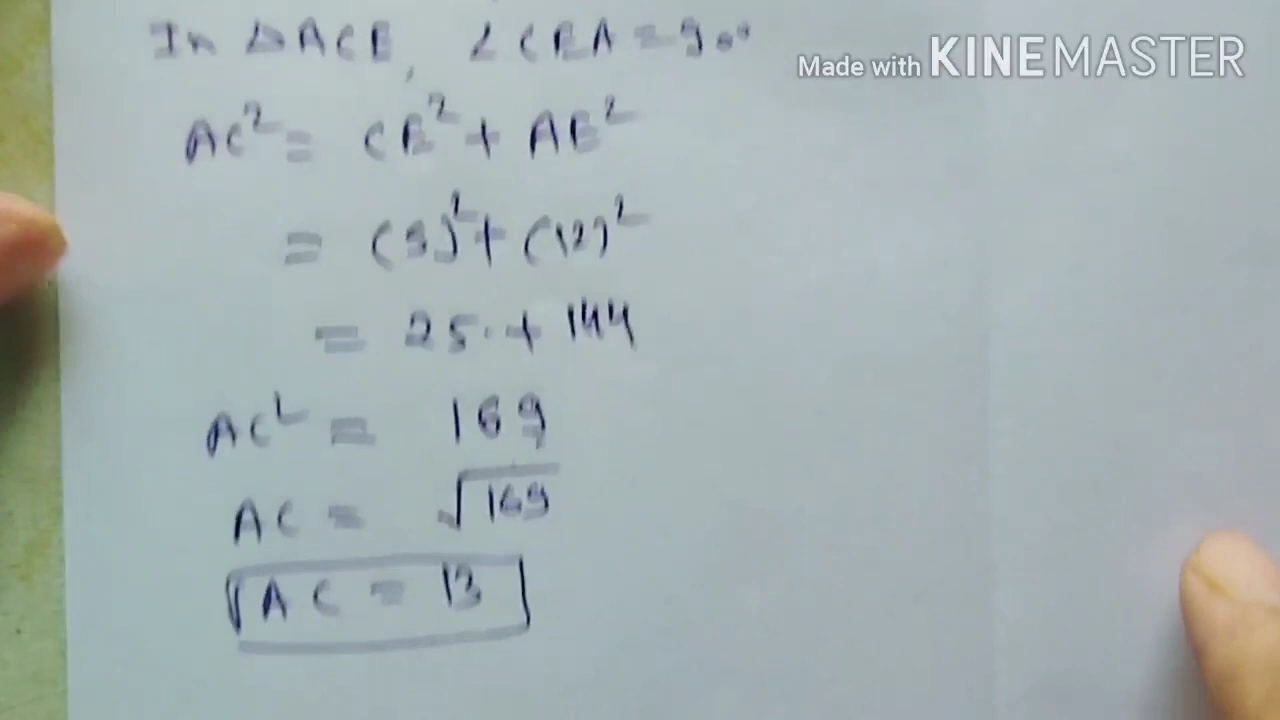 In △ACE, ∠CEA = 90°
Made with KINEMASTER
AC² = CE² + AE²
= (5)² + (12)²
= 25 + 144
AC² = 169
AC = √169
AC = 13